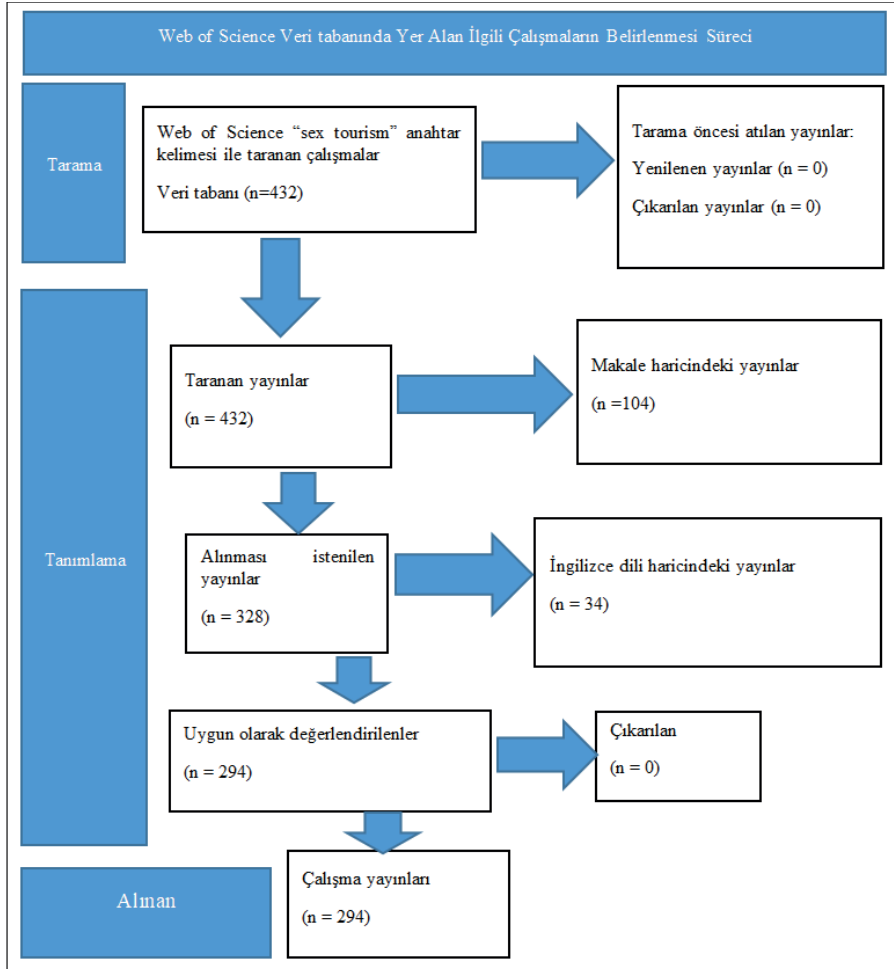 Web of Science Veri tabanında Yer Alan İlgili Çalışmaların Belirlenmesi Süreci
Tarama
Web of Science “sex tourism” anahtar
kelimesi ile taranan çalışmalar
Veri tabanı (n=432)
Tarama öncesi atılan yayınlar:
Yenilenen yayınlar (n = 0)
Çıkarılan yayınlar (n = 0)
Tanımlama
Taranan yayınlar
(n = 432)
Makale haricindeki yayınlar
(n =104)
Alınması istenilen
yayınlar
(n = 328)
İngilizce dili haricindeki yayınlar
(n = 34)
Uygun olarak değerlendirilenler
(n = 294)
Çıkarılan
(n = 0)
Alınan
Çalışma yayınları
(n = 294)